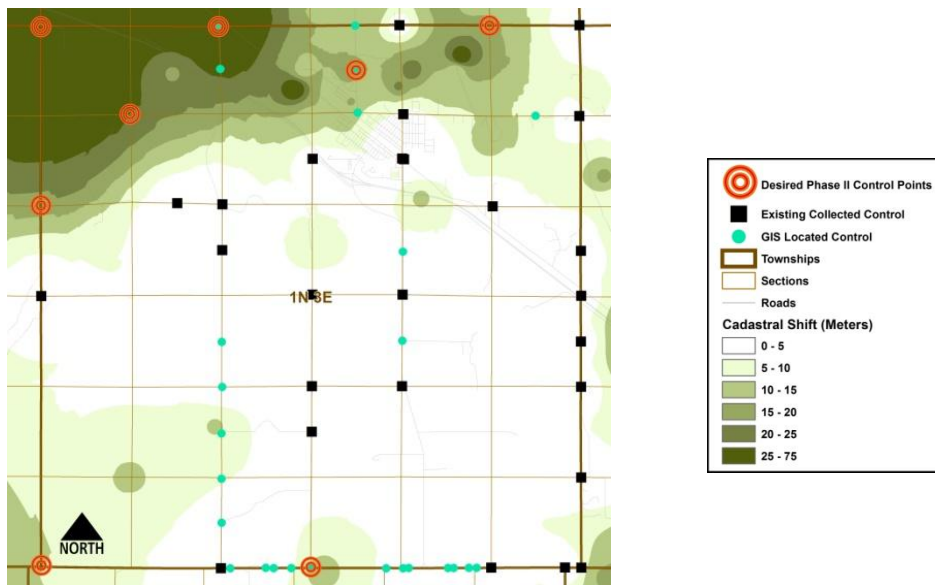 1N 3E
NORTH
Desired Phase II Control Points
Existing Collected Control
GIS Located Control
Townships
Sections
Roads
Cadastral Shift (Meters)
0 - 5
5 - 10
10 - 15
15 - 20
20 - 25
25 - 75